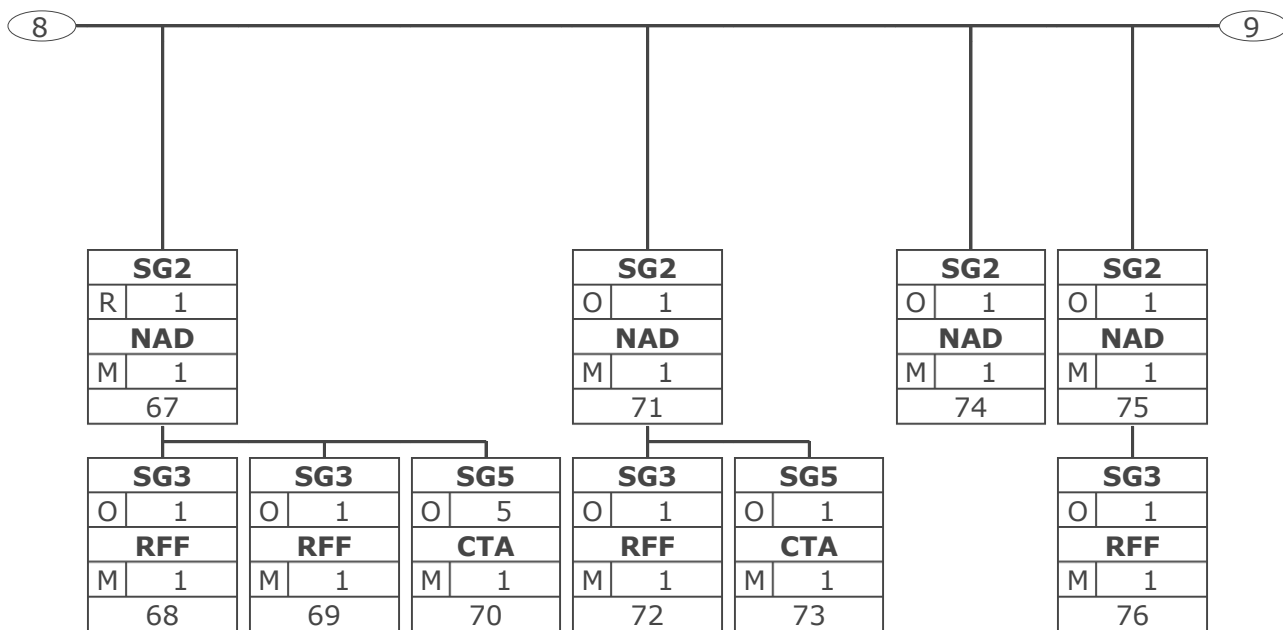 8 9
SG2 SG2 SG2 SG2
R 1 O 1 O 1 O 1
NAD NAD NAD NAD
M 1 M 1 M 1 M 1
67 71 74 75
SG3 SG3 SG5 SG3 SG5 SG3
O 1 O 1 O 5 O 1 O 1 O 1
RFF RFF CTA RFF CTA RFF
M 1 M 1 M 1 M 1 M 1 M 1
68 69 70 72 73 76